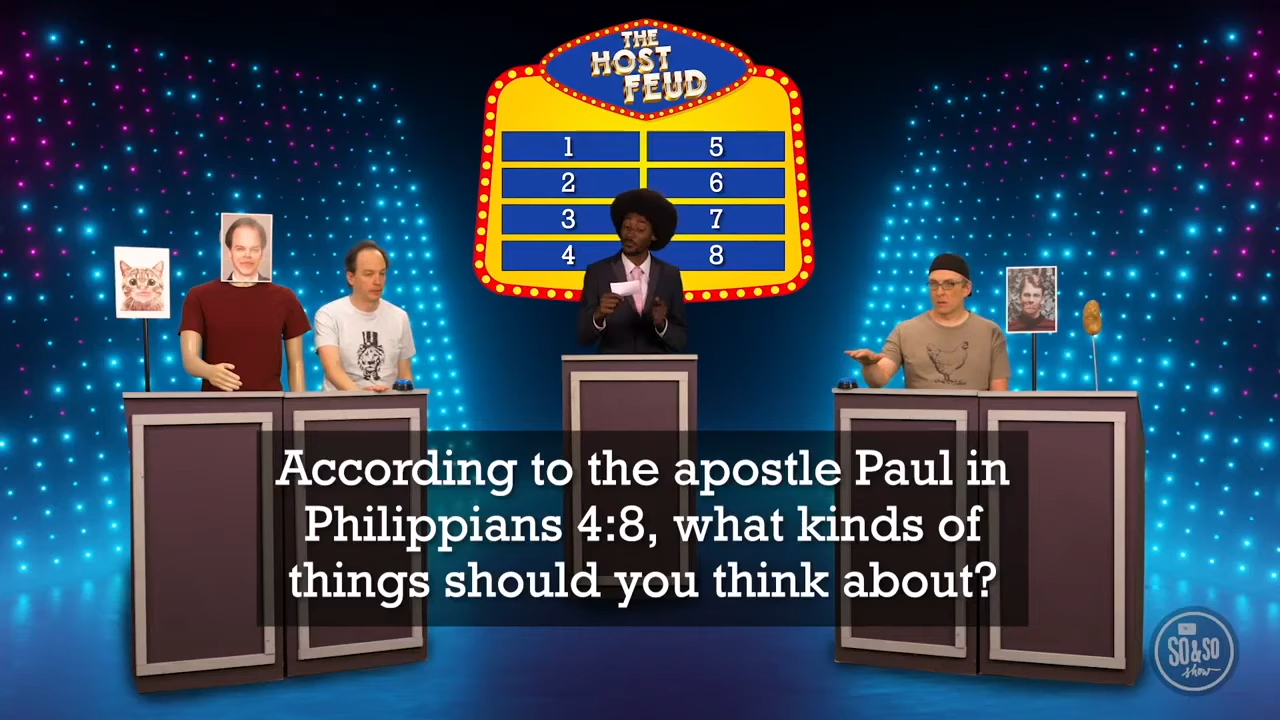 THE
HOST
FEUD
1
5
2
6
3
7
4
8
According to the apostle Paul in
Philippians 4:8, what kinds of
things should you think about?
SO & SO
show